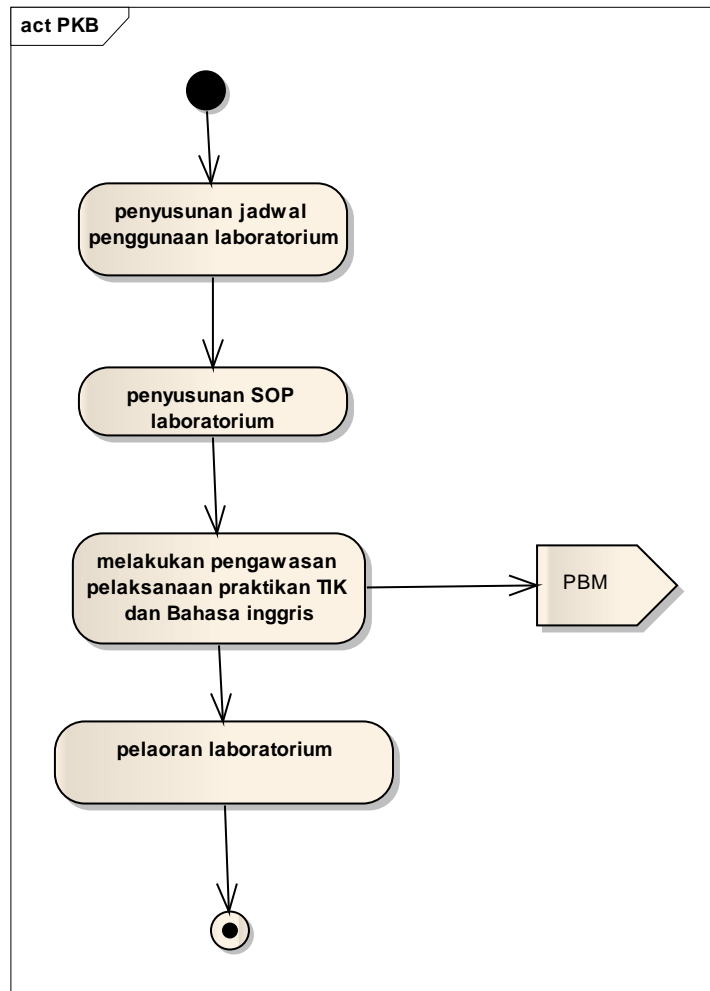 act PKB
penyusunan jadwal
penggunaan laboratorium
penyusunan SOP
laboratorium
melakukan pengawasan
pelaksanaan praktikan TIK
dan Bahasa inggris
PBM
pelaoran laboratorium